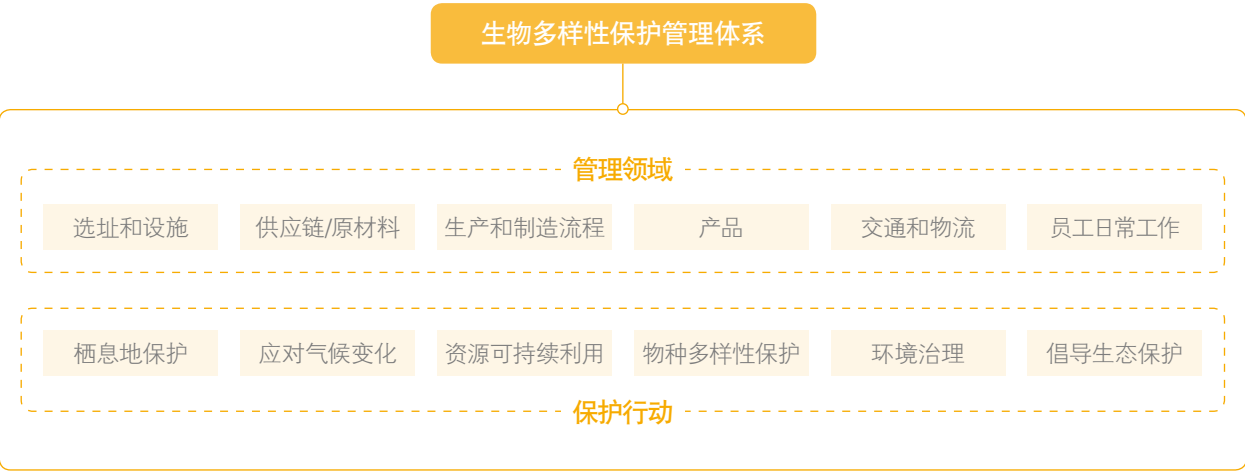 生物多样性保护管理体系
管理领域
选址和设施 供应链/原材料 生产和制造流程 产品 交通和物流 员工日常工作
栖息地保护 应对气候变化 资源可持续利用 物种多样性保护 环境治理 倡导生态保护
保护行动